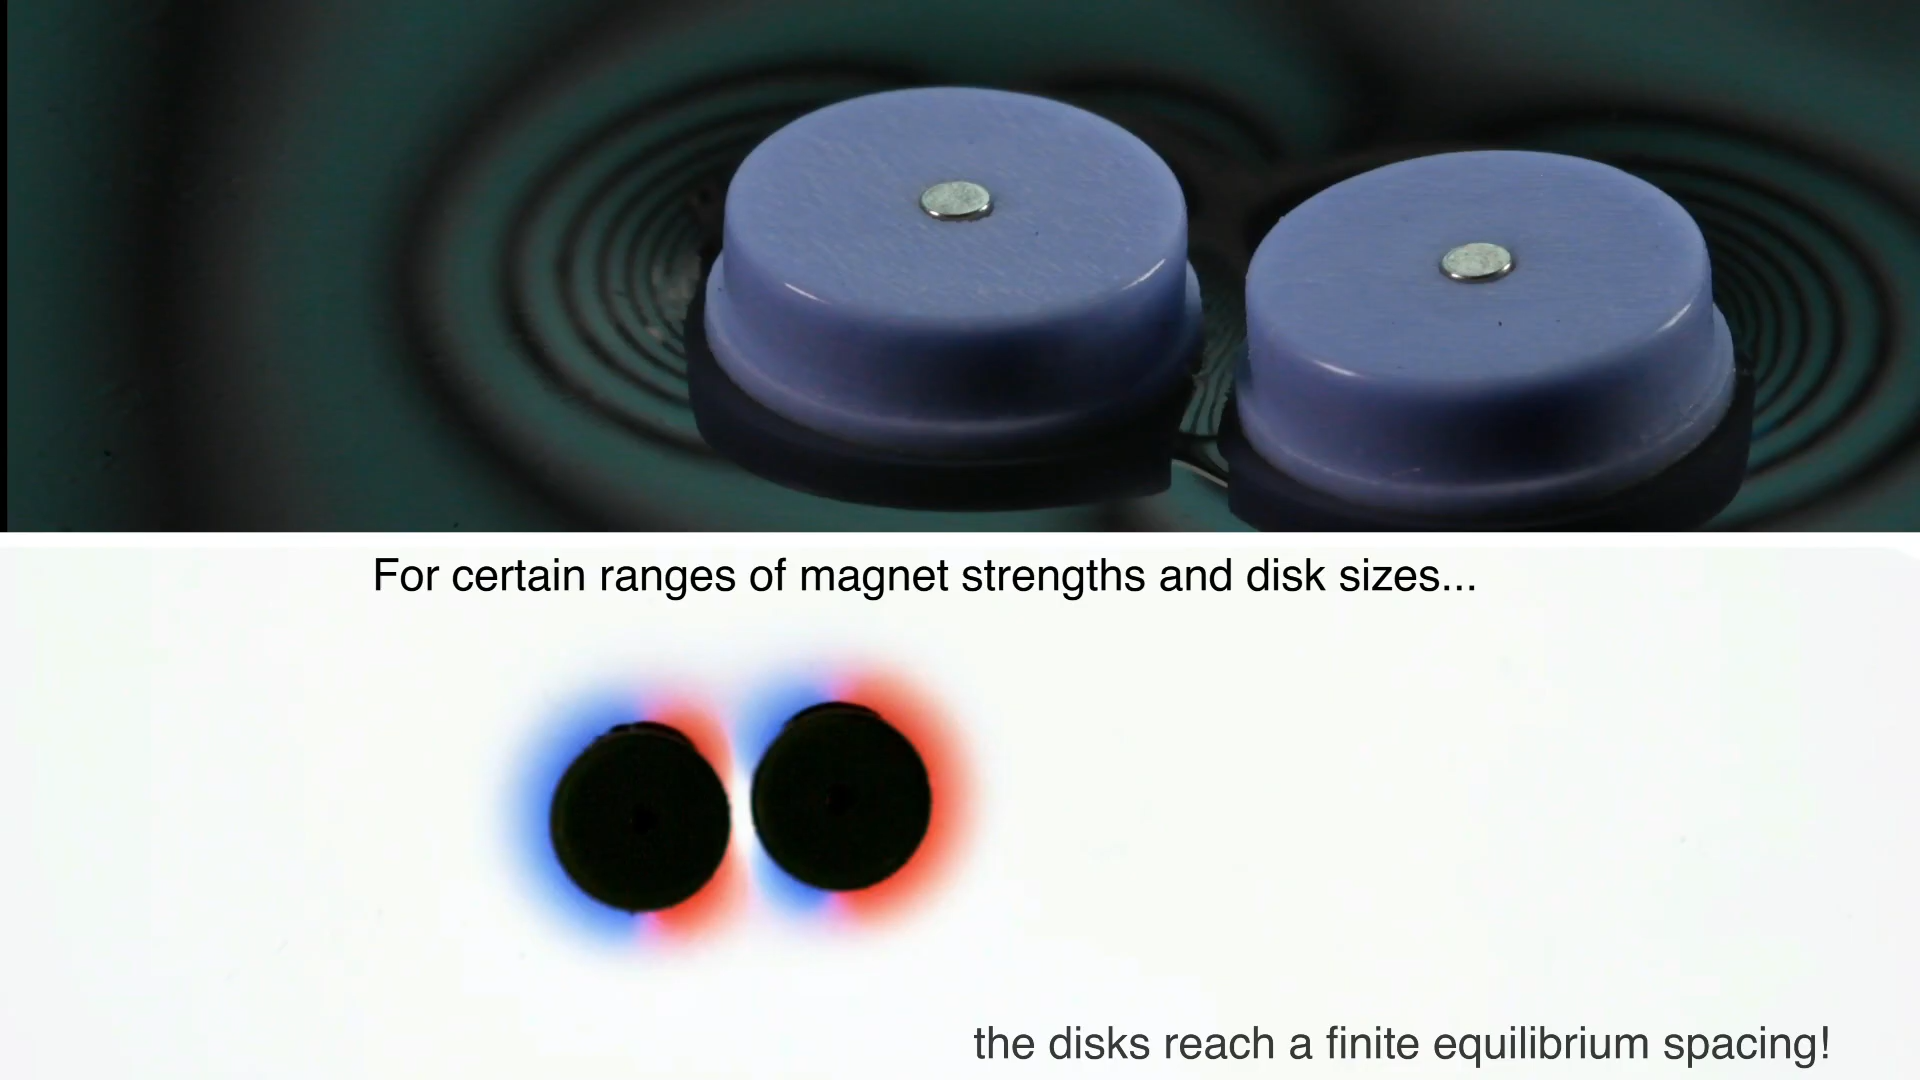 For certain ranges of magnet strengths and disk sizes...
the disks reach a finite equilibrium spacing!